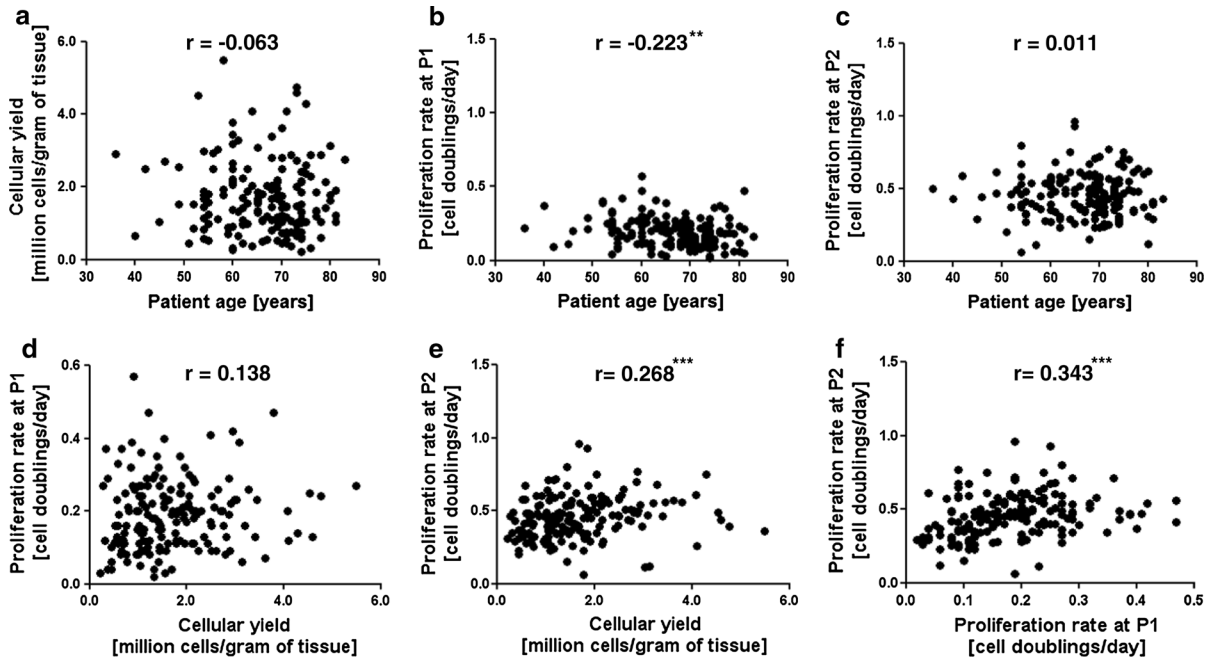 a
r = -0.063
Cellular yield
[million cells/gram of tissue]
6.0
4.0
2.0
0.0
30 40 50 60 70 80 90
Patient age [years]
b
r = -0.223**
Proliferation rate at P1
[cell doublings/day]
1.5
1.0
0.5
0.0
30 40 50 60 70 80 90
Patient age [years]
c
r = 0.011
Proliferation rate at P2
[cell doublings/day]
1.5
1.0
0.5
0.0
30 40 50 60 70 80 90
Patient age [years]
d
r = 0.138
Proliferation rate at P1
[cell doublings/day]
0.6
0.4
0.2
0.0
0.0 2.0 4.0 6.0
Cellular yield
[million cells/gram of tissue]
e
r= 0.268***
Proliferation rate at P2
[cell doublings/day]
1.5
1.0
0.5
0.0
0.0 2.0 4.0 6.0
Cellular yield
[million cells/gram of tissue]
f
r= 0.343***
Proliferation rate at P2
[cell doublings/day]
1.5
1.0
0.5
0.0
0.0 0.1 0.2 0.3 0.4 0.5
Proliferation rate at P1
[cell doublings/day]